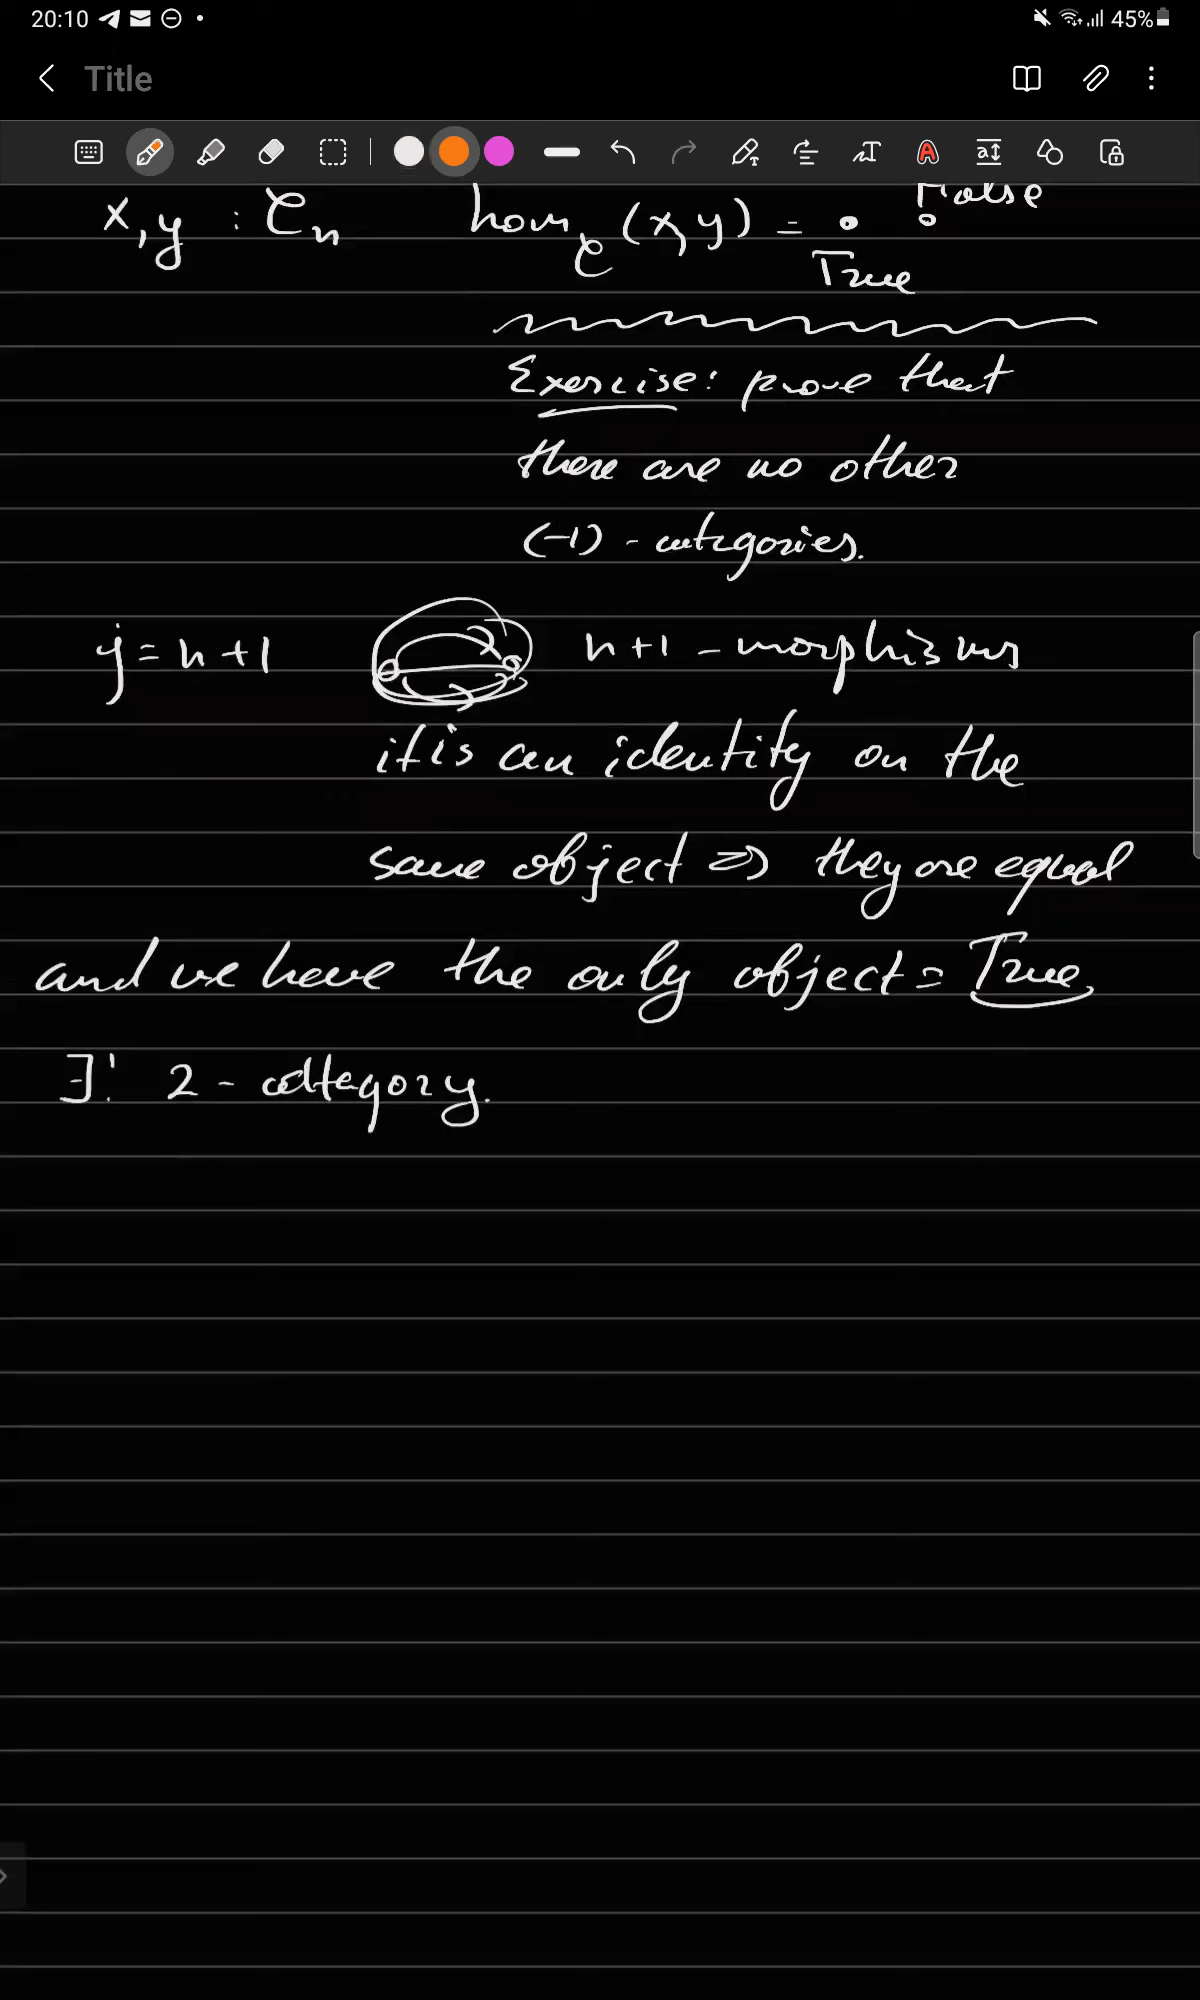 20:10 45%
Title
x, y : C_n hom_C (x, y) = • ∘ False
True
Exercise: prove that
there are no other
(-1) - categories.
j = n+1 n+1 - morphisms
it is an identity on the
same object => they are equal
and we have the only object = True.
∃! 2 - category.